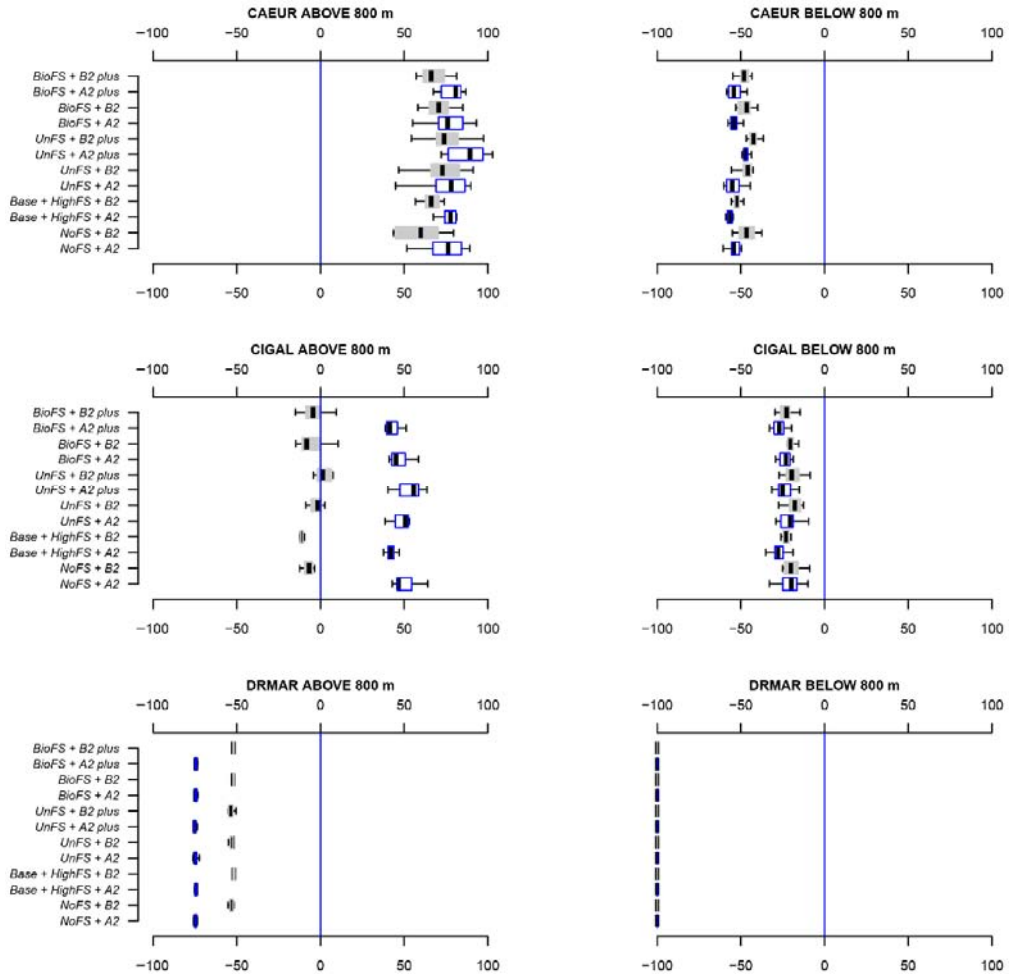 CAEUR ABOVE 800 m
−100 −50 0 50 100
BioFS + B2 plus
BioFS + A2 plus
BioFS + B2
BioFS + A2
UnFS + B2 plus
UnFS + A2 plus
UnFS + B2
UnFS + A2
Base + HighFS + B2
Base + HighFS + A2
NoFS + B2
NoFS + A2
−100 −50 0 50 100
CAEUR BELOW 800 m
−100 −50 0 50 100
−100 −50 0 50 100
CIGAL ABOVE 800 m
−100 −50 0 50 100
BioFS + B2 plus
BioFS + A2 plus
BioFS + B2
BioFS + A2
UnFS + B2 plus
UnFS + A2 plus
UnFS + B2
UnFS + A2
Base + HighFS + B2
Base + HighFS + A2
NoFS + B2
NoFS + A2
−100 −50 0 50 100
CIGAL BELOW 800 m
−100 −50 0 50 100
−100 −50 0 50 100
DRMAR ABOVE 800 m
−100 −50 0 50 100
BioFS + B2 plus
BioFS + A2 plus
BioFS + B2
BioFS + A2
UnFS + B2 plus
UnFS + A2 plus
UnFS + B2
UnFS + A2
Base + HighFS + B2
Base + HighFS + A2
NoFS + B2
NoFS + A2
−100 −50 0 50 100
DRMAR BELOW 800 m
−100 −50 0 50 100
−100 −50 0 50 100